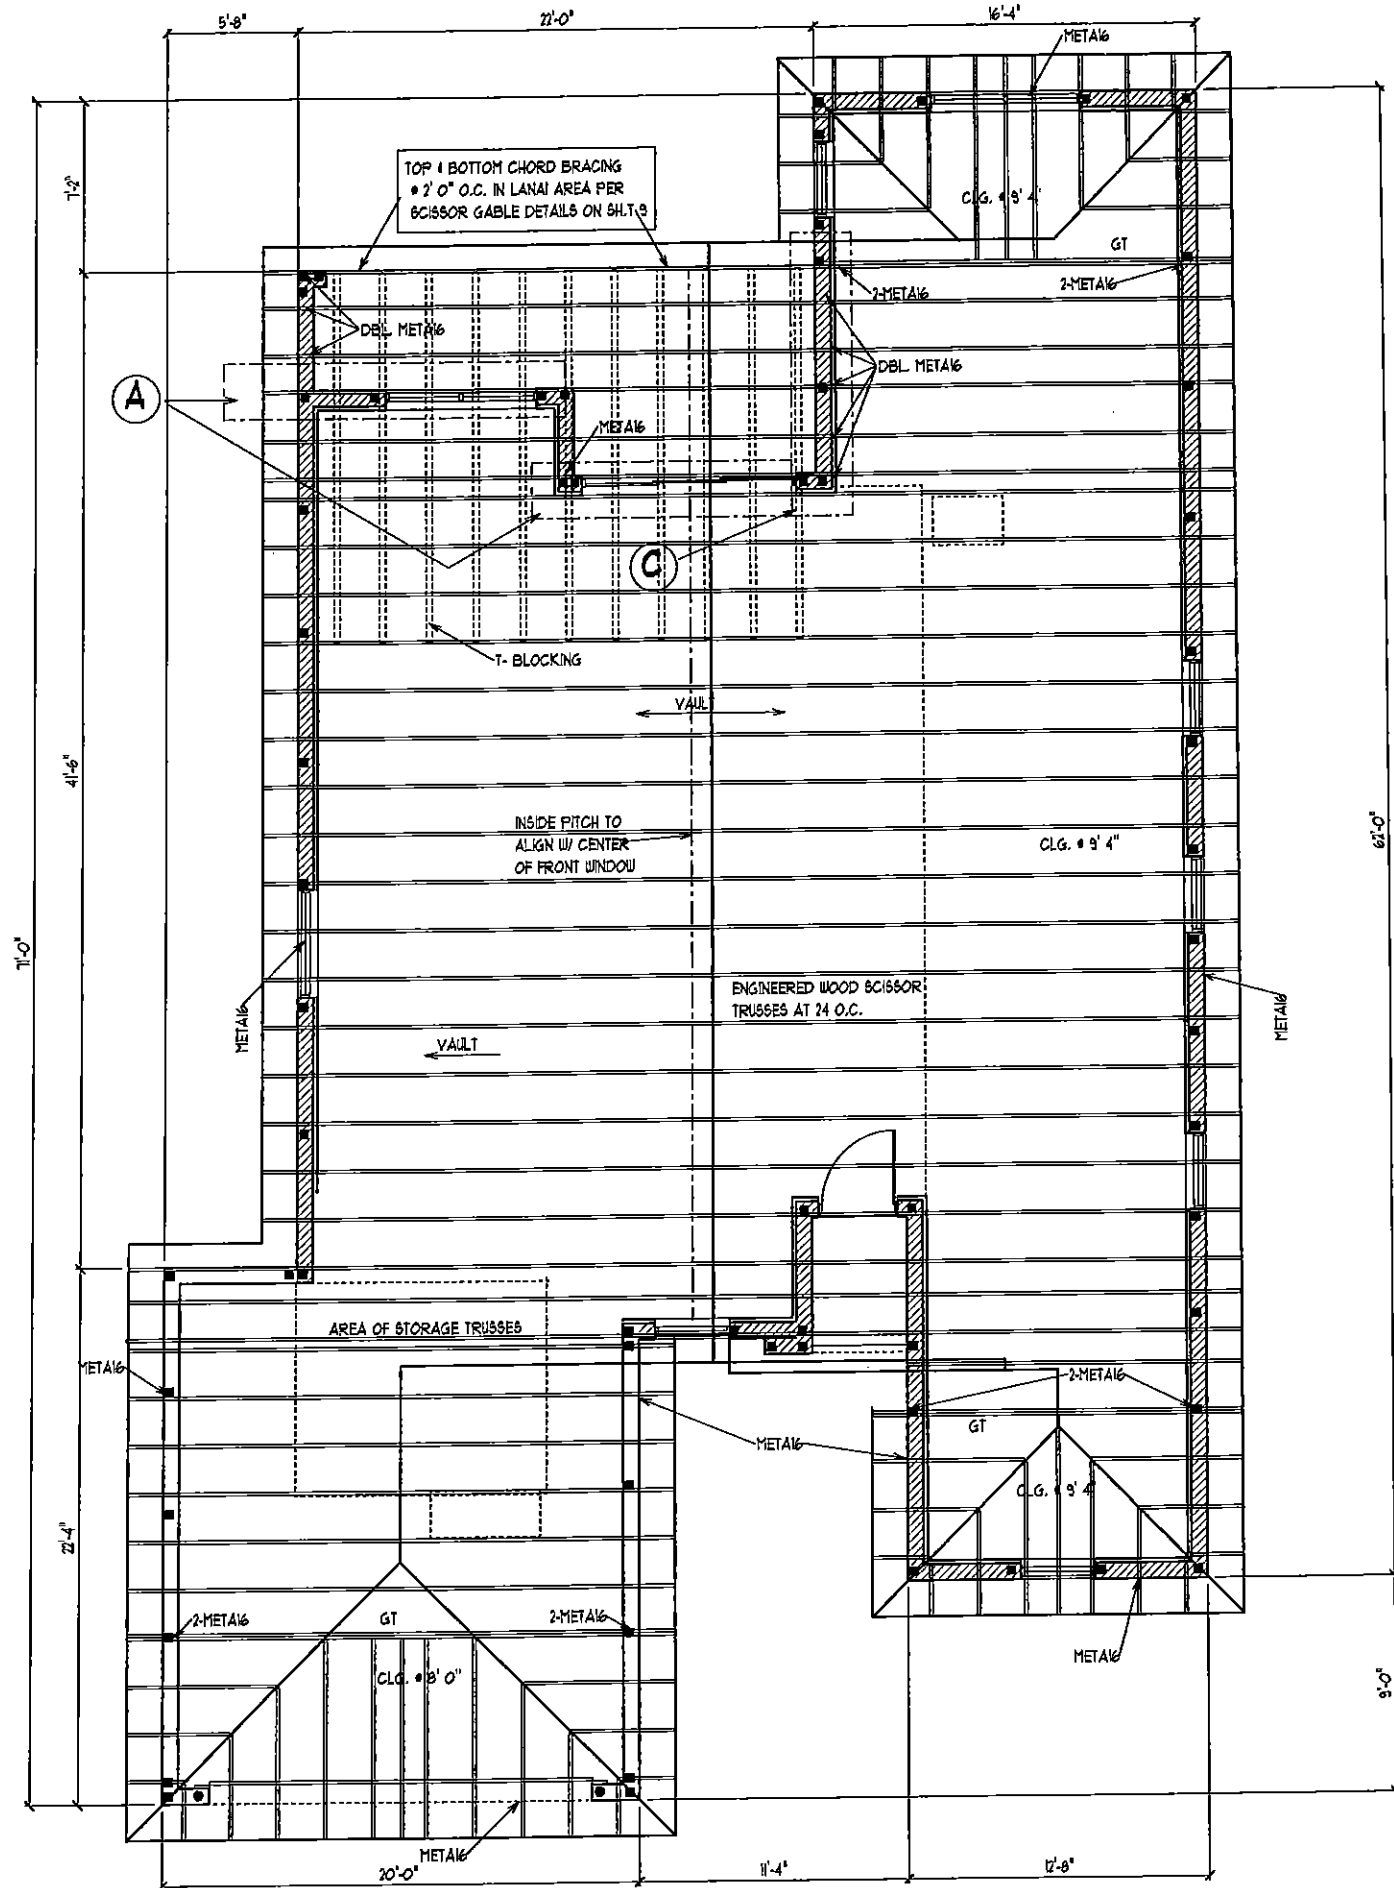 5'-8"
22'-0"
16'-4"
META16
TOP & BOTTOM CHORD BRACING
@ 2' 0" O.C. IN LANAI AREA PER
SCISSOR GABLE DETAILS ON SH.T.9
7'-2"
CLG. @ 9' 4"
GT
2-META16
2-META16
DBL. META16
DBL. META16
A
META16
C
T- BLOCKING
VAULT
41'-6"
INSIDE PITCH TO
ALIGN W/ CENTER
OF FRONT WINDOW
CLG. @ 9' 4"
62'-0"
71'-0"
ENGINEERED WOOD SCISSOR
TRUSSES AT 24 O.C.
META16
META16
VAULT
AREA OF STORAGE TRUSSES
META16
2-META16
GT
META16
CLG. @ 9' 4"
22'-4"
2-META16
GT
2-META16
CLG. @ 8' 0"
META16
9'-0"
META16
20'-0"
11'-4"
12'-8"